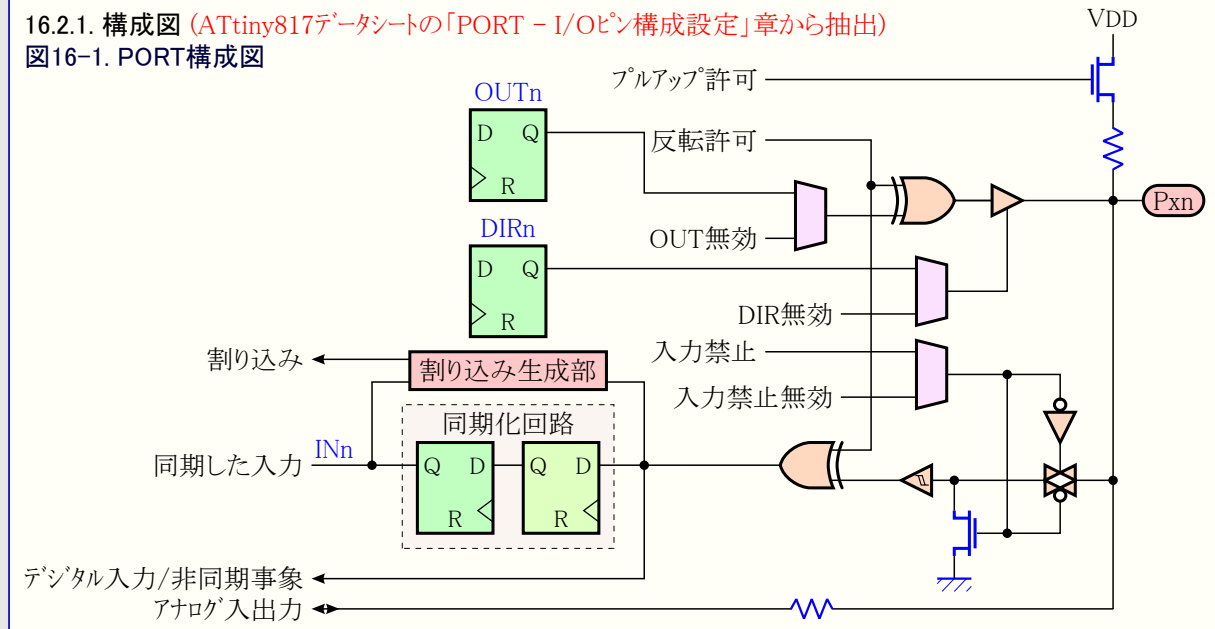 16.2.1. 構成図 (ATtiny817ﾃﾞｰﾀｼｰﾄの｢PORT - I/Oﾋﾟﾝ構成設定｣章から抽出)
図16-1. PORT構成図
VDD
ﾌﾟﾙｱｯﾌﾟ許可
OUTn
D Q
R
反転許可
Pxn
OUT無効
DIRn
D Q
R
DIR無効
入力禁止
割り込み
割り込み生成部
入力禁止無効
同期化回路
同期した入力
INn
Q D
R
Q D
R
ﾃﾞｼﾞﾀﾙ入力/非同期事象
ｱﾅﾛｸﾞ入出力